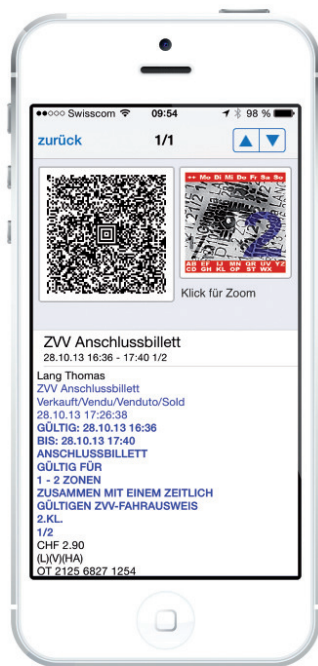 Swisscom 09:54 98 %
zurück 1/1
++ Mo Di Mi Do Fr Sa So
2
AB EF IJ MN QR UV YZ
CD GH KL OP ST WX
Klick für Zoom
ZVV Anschlussbillett
28.10.13 16:36 - 17:40 1/2
Lang Thomas
ZVV Anschlussbillett
Verkauft/Vendu/Venduto/Sold
28.10.13 17:26:38
GÜLTIG: 28.10.13 16:36
BIS: 28.10.13 17:40
ANSCHLUSSBILLETT
GÜLTIG FÜR
1 - 2 ZONEN
ZUSAMMEN MIT EINEM ZEITLICH
GÜLTIGEN ZVV-FAHRAUSWEIS
2.KL.
1/2
CHF 2.90
(L)(V)(HA)
OT 2125 6827 1254